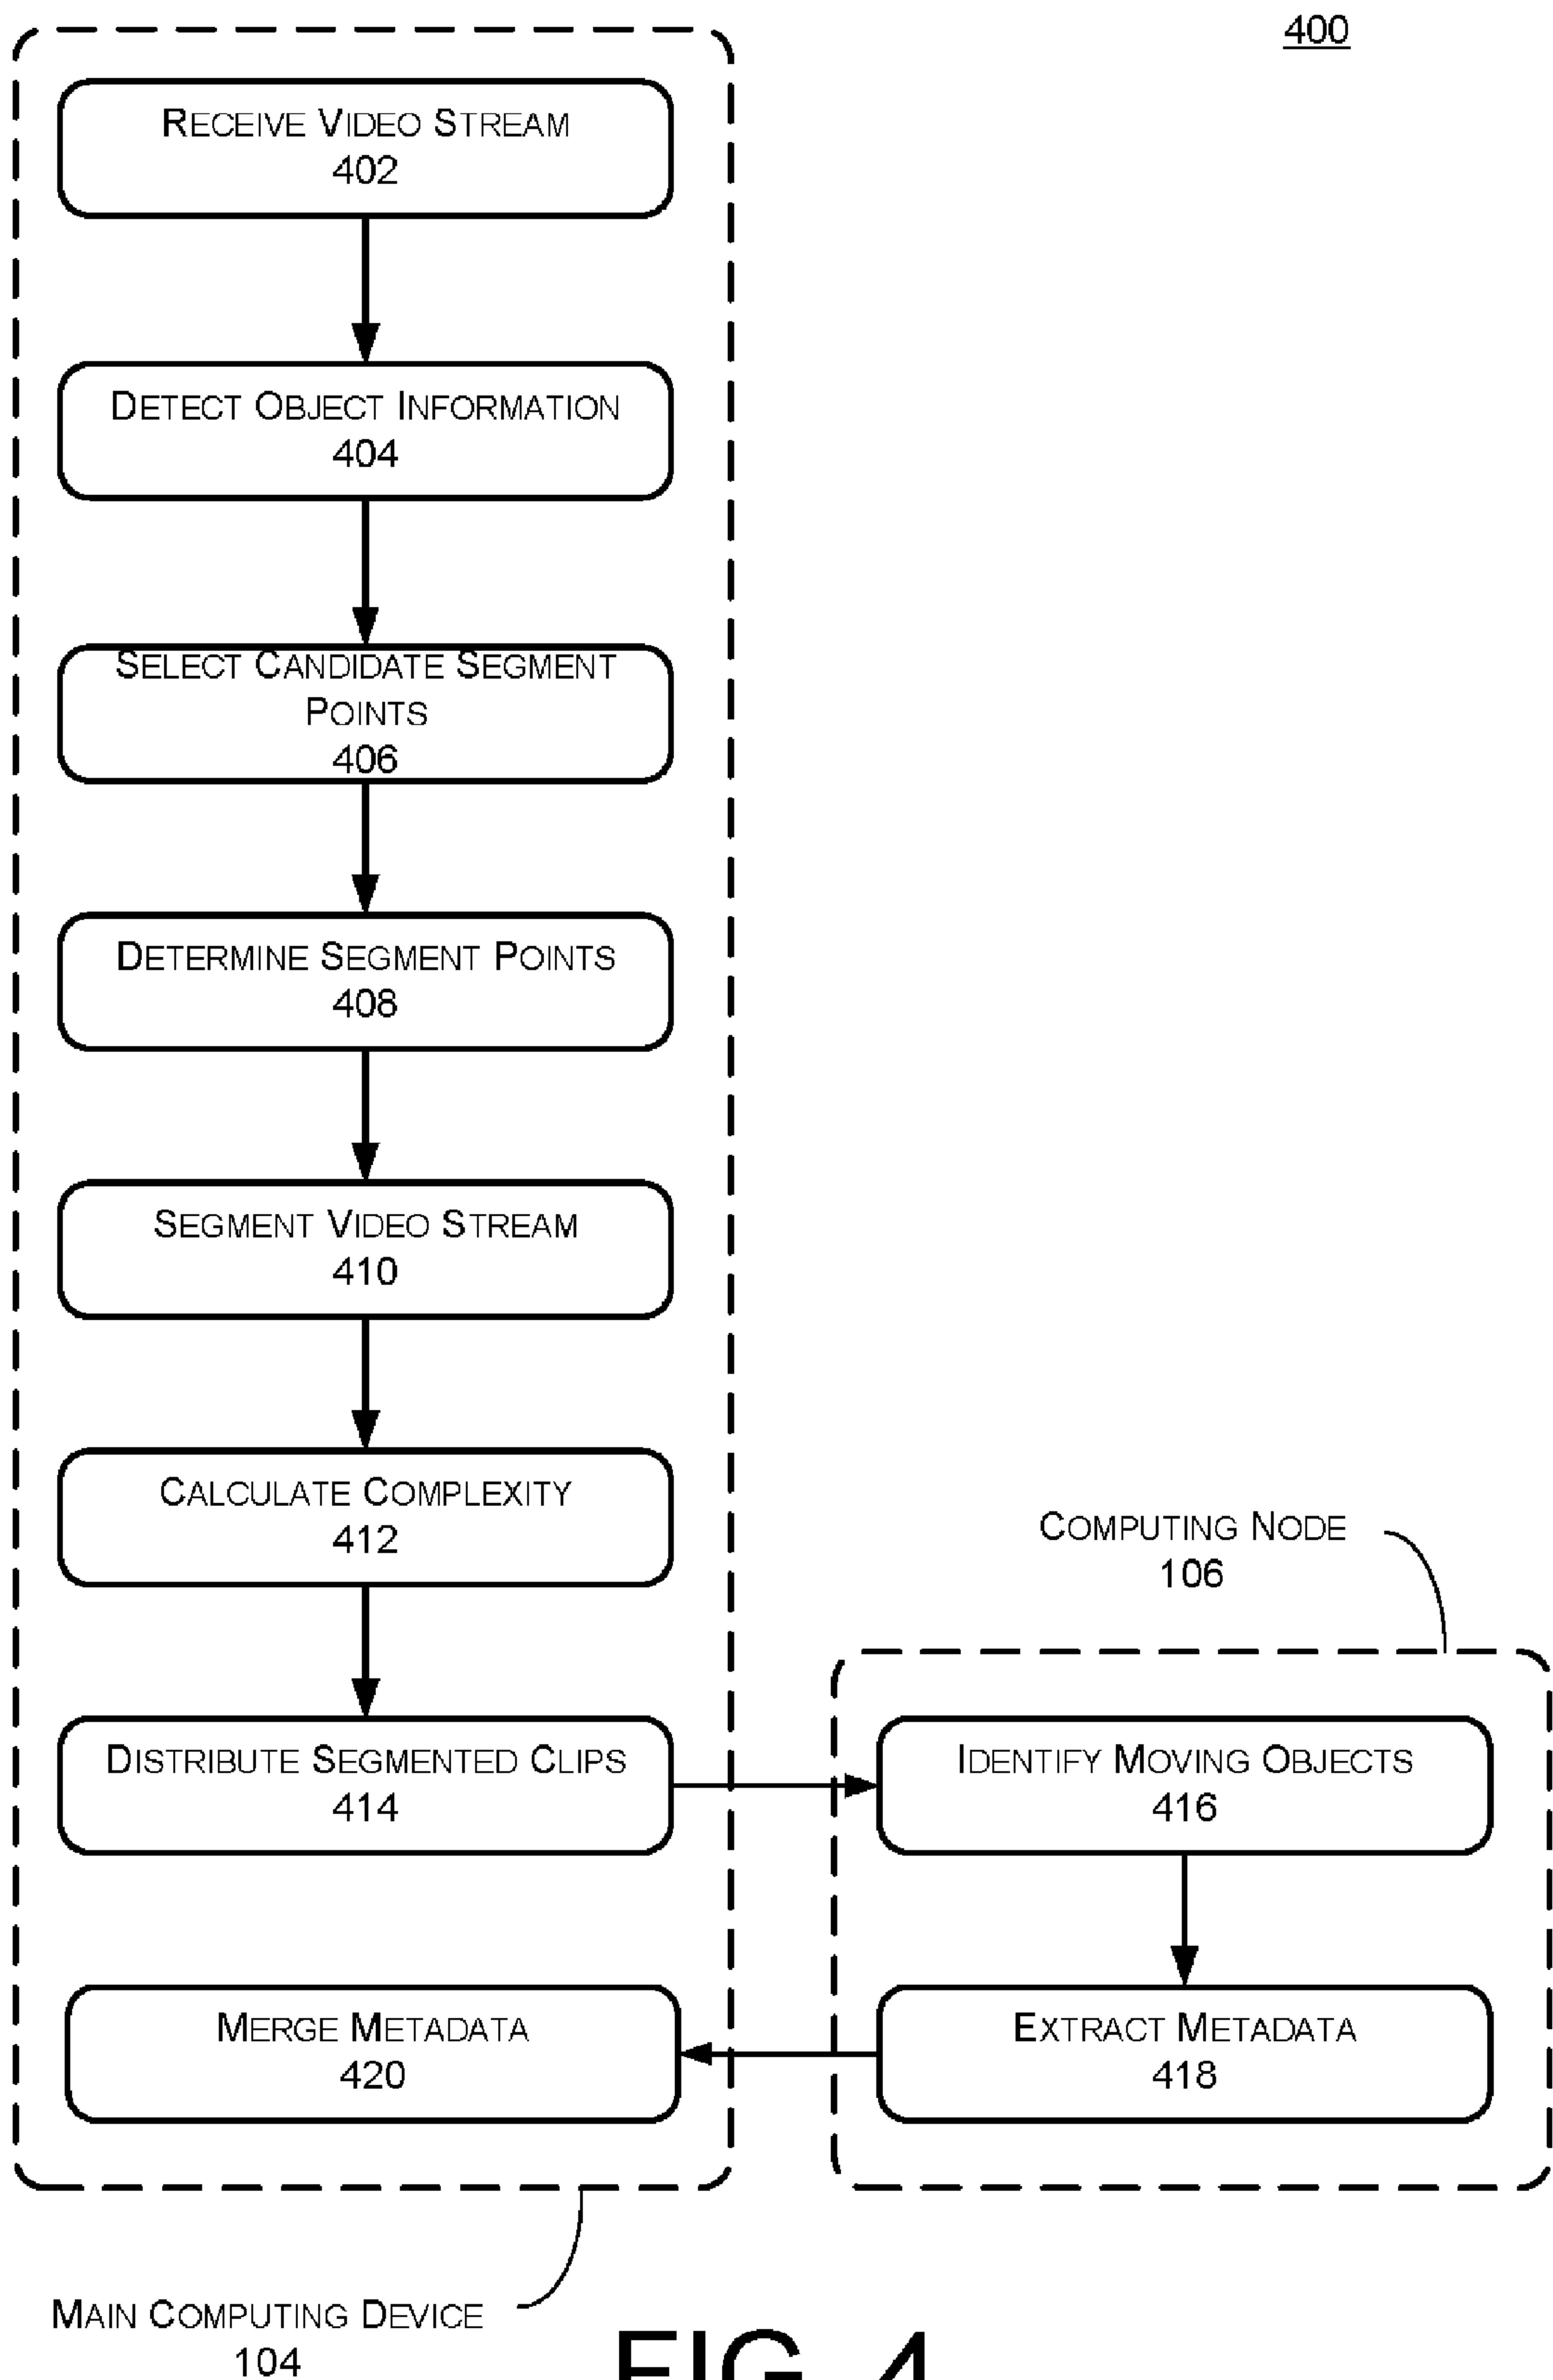 400
RECEIVE VIDEO STREAM
402
DETECT OBJECT INFORMATION
404
SELECT CANDIDATE SEGMENT
POINTS
406
DETERMINE SEGMENT POINTS
408
SEGMENT VIDEO STREAM
410
CALCULATE COMPLEXITY
412
COMPUTING NODE
106
DISTRIBUTE SEGMENTED CLIPS
414
IDENTIFY MOVING OBJECTS
416
MERGE METADATA
420
EXTRACT METADATA
418
MAIN COMPUTING DEVICE
104
FIG. 4